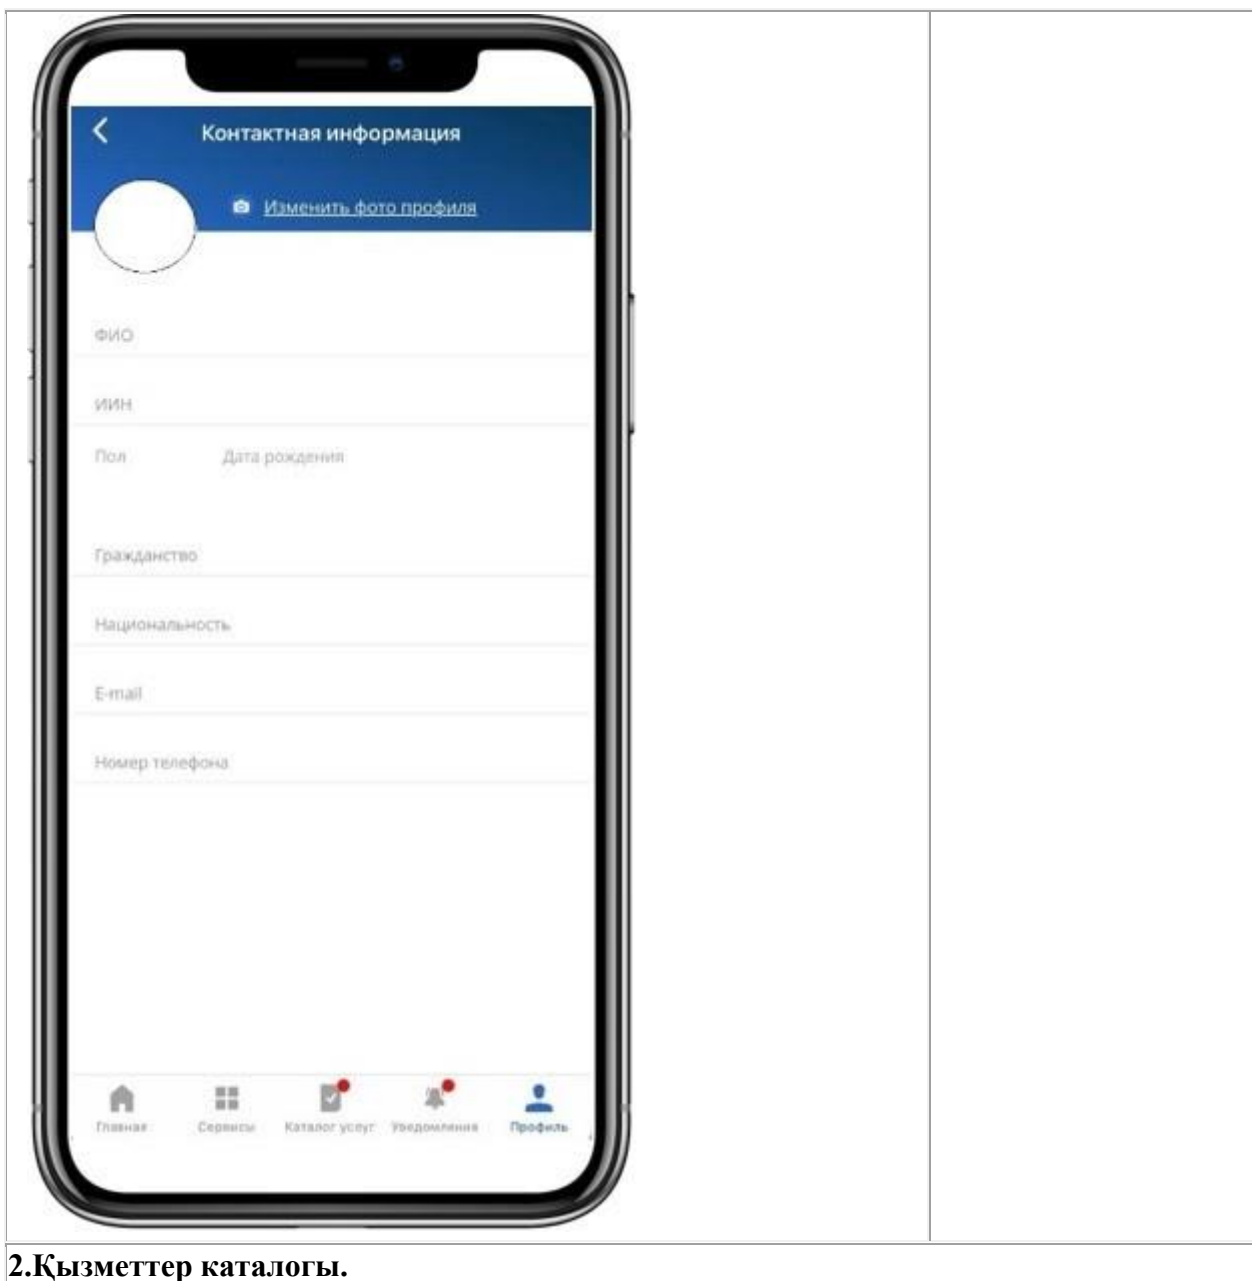 Контактная информация
Изменить фото профиля
ФИО
ИИН
Пол Дата рождения
Гражданство
Национальность
E-mail
Номер телефона
Главная Сервисы Каталог услуг Уведомления Профиль
2.Қызметтер каталогы.